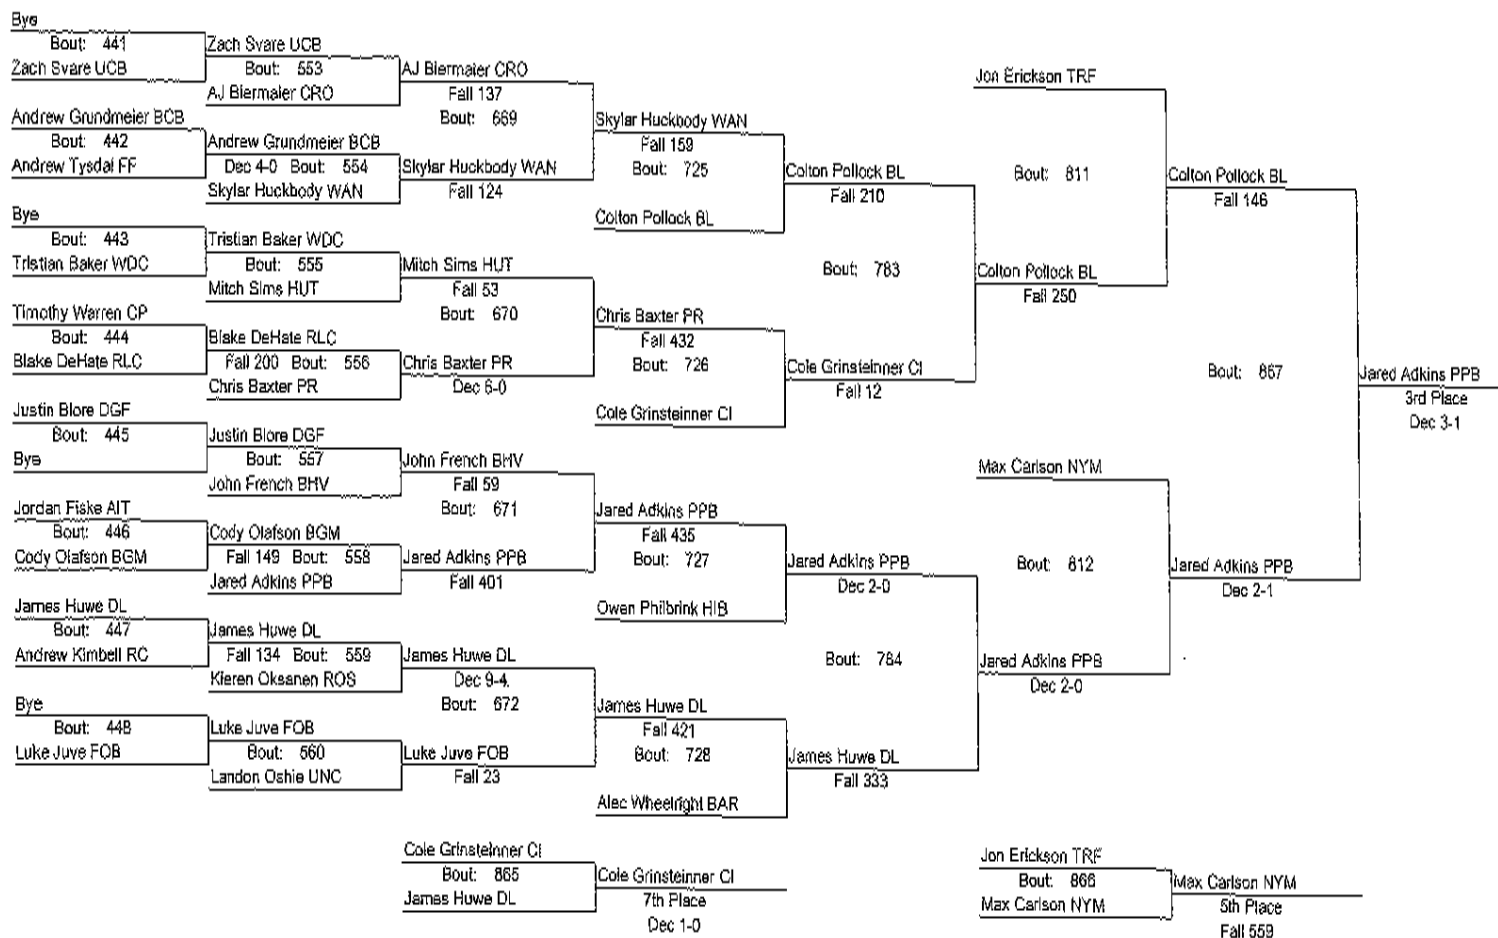 Bye
Bout: 441
Zach Svare UCB
Zach Svare UCB
Bout: 553
AJ Biermaier CRO
AJ Biermaier CRO
Fall 137
Bout: 669
Andrew Grundmeier BCB
Bout: 442
Andrew Tysdal FF
Andrew Grundmeier BCB
Dec 4-0 Bout: 554
Skylar Huckbody WAN
Skylar Huckbody WAN
Fall 124
Skylar Huckbody WAN
Fall 159
Bout: 725
Colton Pollock BL
Colton Pollock BL
Fall 210
Bye
Bout: 443
Tristian Baker WDC
Tristian Baker WDC
Bout: 555
Mitch Sims HUT
Mitch Sims HUT
Fall 53
Bout: 670
Timothy Warren CP
Bout: 444
Blake DeHate RLC
Blake DeHate RLC
Fall 200 Bout: 556
Chris Baxter PR
Chris Baxter PR
Dec 6-0
Chris Baxter PR
Fall 432
Bout: 726
Cole Grinsteinner CI
Cole Grinsteinner CI
Fall 12
Bout: 783
Jon Erickson TRF
Bout: 811
Colton Pollock BL
Fall 250
Colton Pollock BL
Fall 146
Justin Blore DGF
Bout: 445
Bye
Justin Blore DGF
Bout: 557
John French BHV
John French BHV
Fall 59
Bout: 671
Jordan Fiske AIT
Bout: 446
Cody Olafson BGM
Cody Olafson BGM
Fall 149 Bout: 558
Jared Adkins PPB
Jared Adkins PPB
Fall 401
Jared Adkins PPB
Fall 435
Bout: 727
Owen Philbrink HIB
Jared Adkins PPB
Dec 2-0
James Huwe DL
Bout: 447
Andrew Kimbell RC
James Huwe DL
Fall 134 Bout: 559
Kieren Oksanen ROS
James Huwe DL
Dec 9-4
Bout: 672
Bye
Bout: 448
Luke Juve FOB
Luke Juve FOB
Bout: 560
Landon Oshie UNC
Luke Juve FOB
Fall 23
James Huwe DL
Fall 421
Bout: 728
Alec Wheelright BAR
James Huwe DL
Fall 333
Bout: 784
Max Carlson NYM
Bout: 812
Jared Adkins PPB
Dec 2-0
Jared Adkins PPB
Dec 2-1
Bout: 867
Jared Adkins PPB
3rd Place
Dec 3-1
Cole Grinsteinner CI
Bout: 865
James Huwe DL
Cole Grinsteinner CI
7th Place
Dec 1-0
Jon Erickson TRF
Bout: 866
Max Carlson NYM
Max Carlson NYM
5th Place
Fall 559